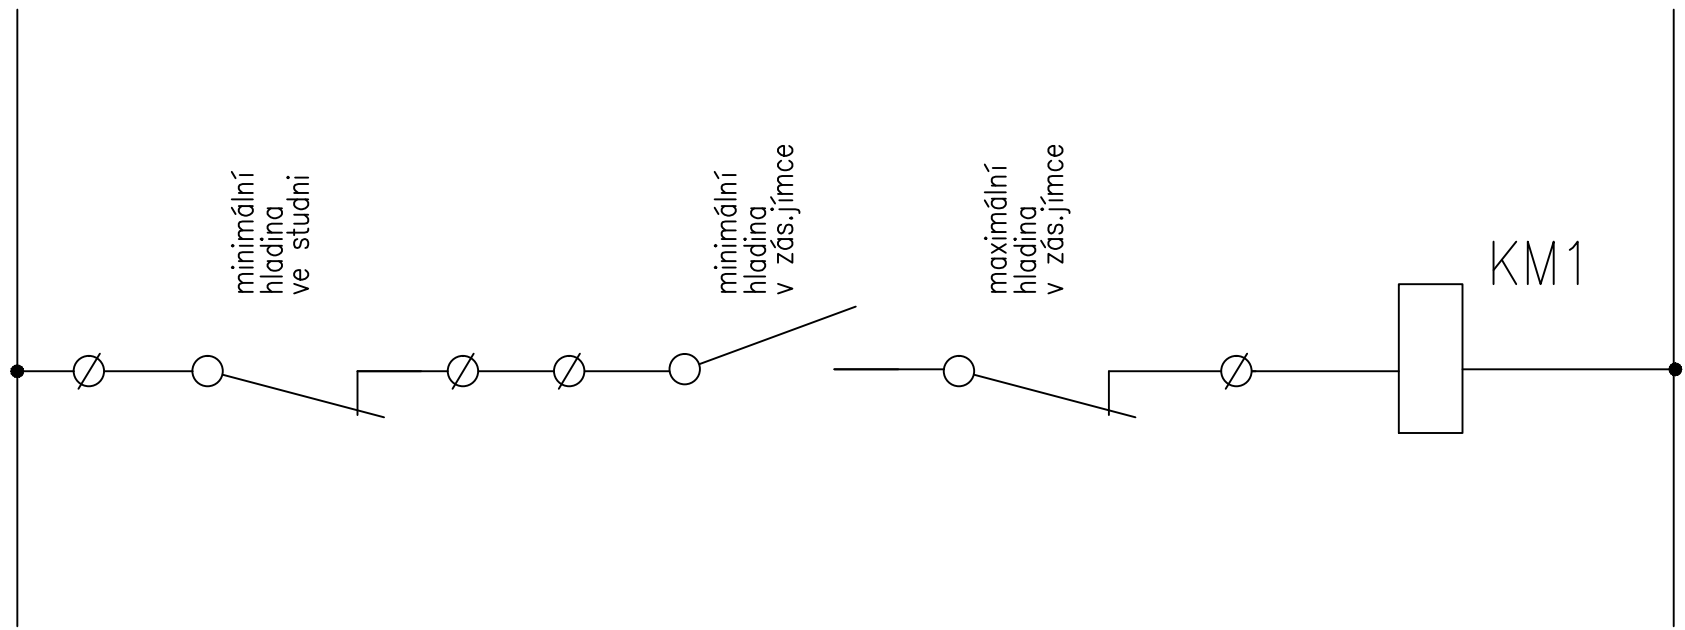 minimální
hladina
ve studni
minimální
hladina
v zás.jímce
maximální
hladina
v zás.jímce
KM1